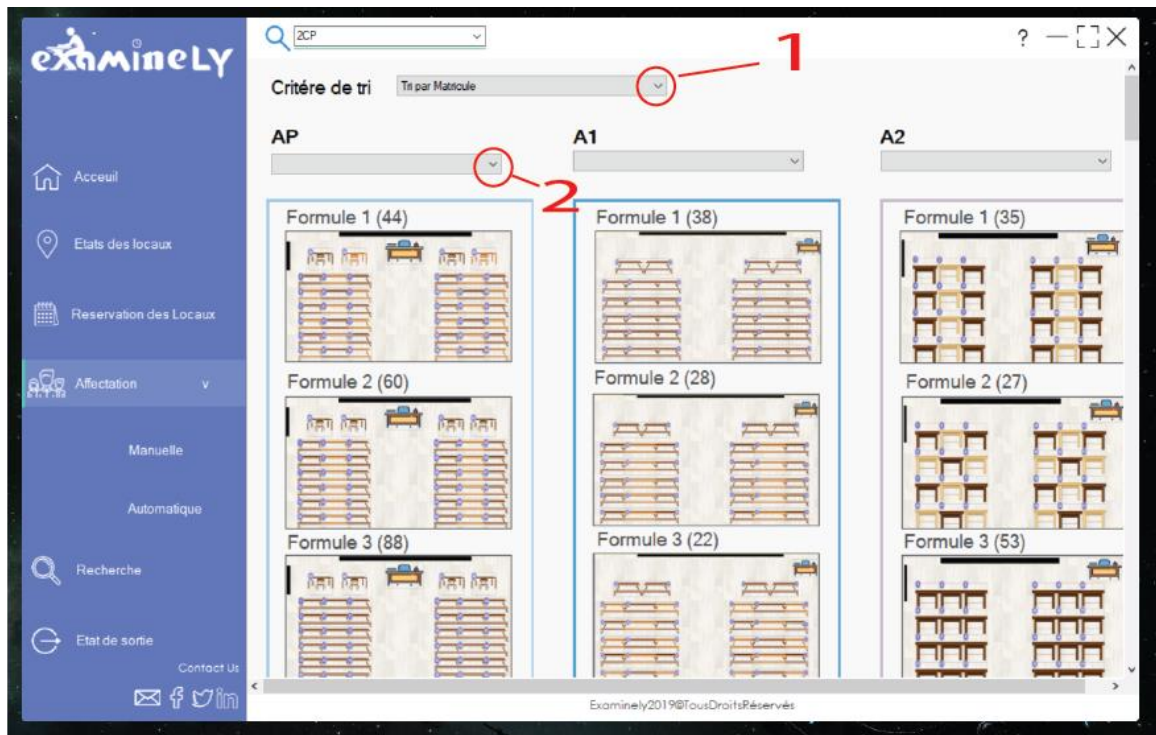 exAmineLY
2CP
?
1
Critére de tri
Tri par Matricule
AP
A1
A2
2
Acceuil
Etats des locaux
Reservation des Locaux
Affectation
Manuelle
Automatique
Recherche
Etat de sortie
Contact Us
Formule 1 (44)
Formule 1 (38)
Formule 1 (35)
Formule 2 (60)
Formule 2 (28)
Formule 2 (27)
Formule 3 (88)
Formule 3 (22)
Formule 3 (53)
Examinely2019©TousDroitsRéservés